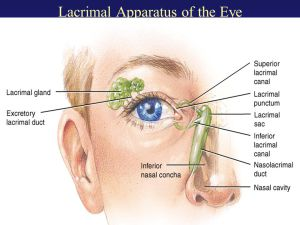 Lacrimal Apparatus of the Eye
Lacrimal gland
Excretory
lacrimal duct
Superior
lacrimal
canal
Lacrimal
punctum
Lacrimal
sac
Inferior
lacrimal
canal
Nasolacrimal
duct
Nasal cavity
Inferior
nasal concha